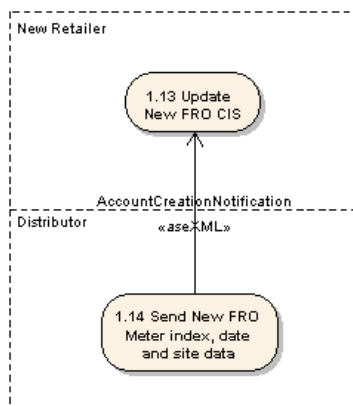 New Retailer
1.13 Update
New FRO CIS
AccountCreationNotification
Distributor
«aseXML»
1.14 Send New FRO
Meter index, date
and site data